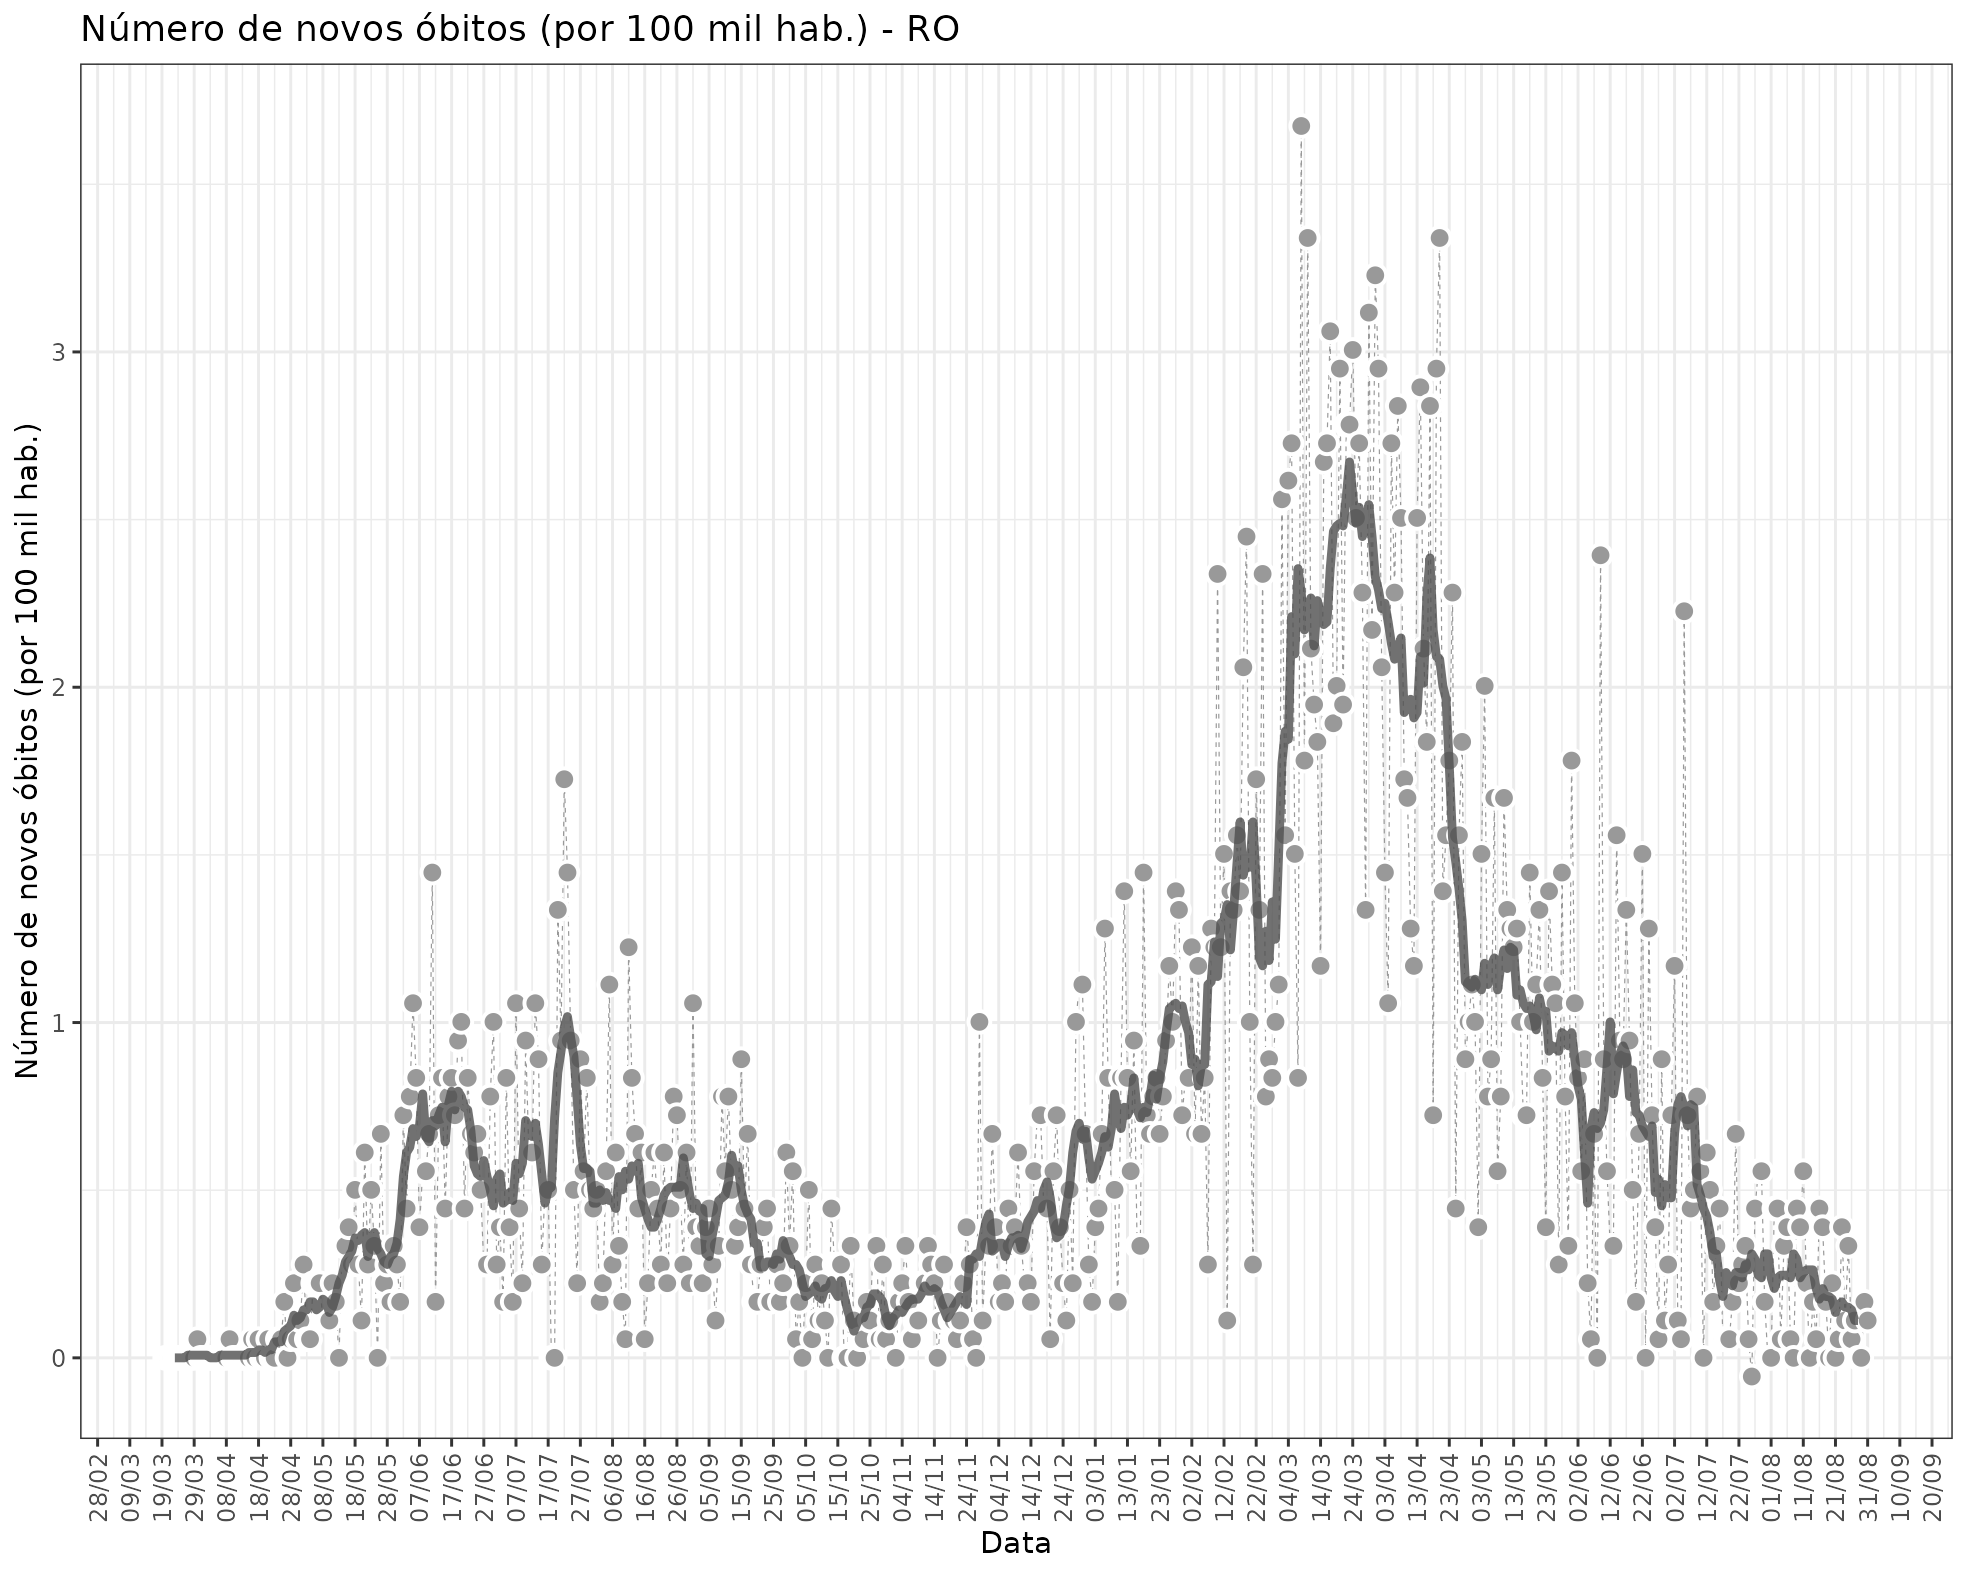 Número de novos óbitos (por 100 mil hab.) - RO
Número de novos óbitos (por 100 mil hab.)
3
2
1
0
28/02 09/03 19/03 29/03 08/04 18/04 28/04 08/05 18/05 28/05 07/06 17/06 27/06 07/07 17/07 27/07 06/08 16/08 26/08 05/09 15/09 25/09 05/10 15/10 25/10 04/11 14/11 24/11 04/12 14/12 24/12 03/01 13/01 23/01 02/02 12/02 22/02 04/03 14/03 24/03 03/04 13/04 23/04 03/05 13/05 23/05 02/06 12/06 22/06 02/07 12/07 22/07 01/08 11/08 21/08 31/08 10/09 20/09
Data